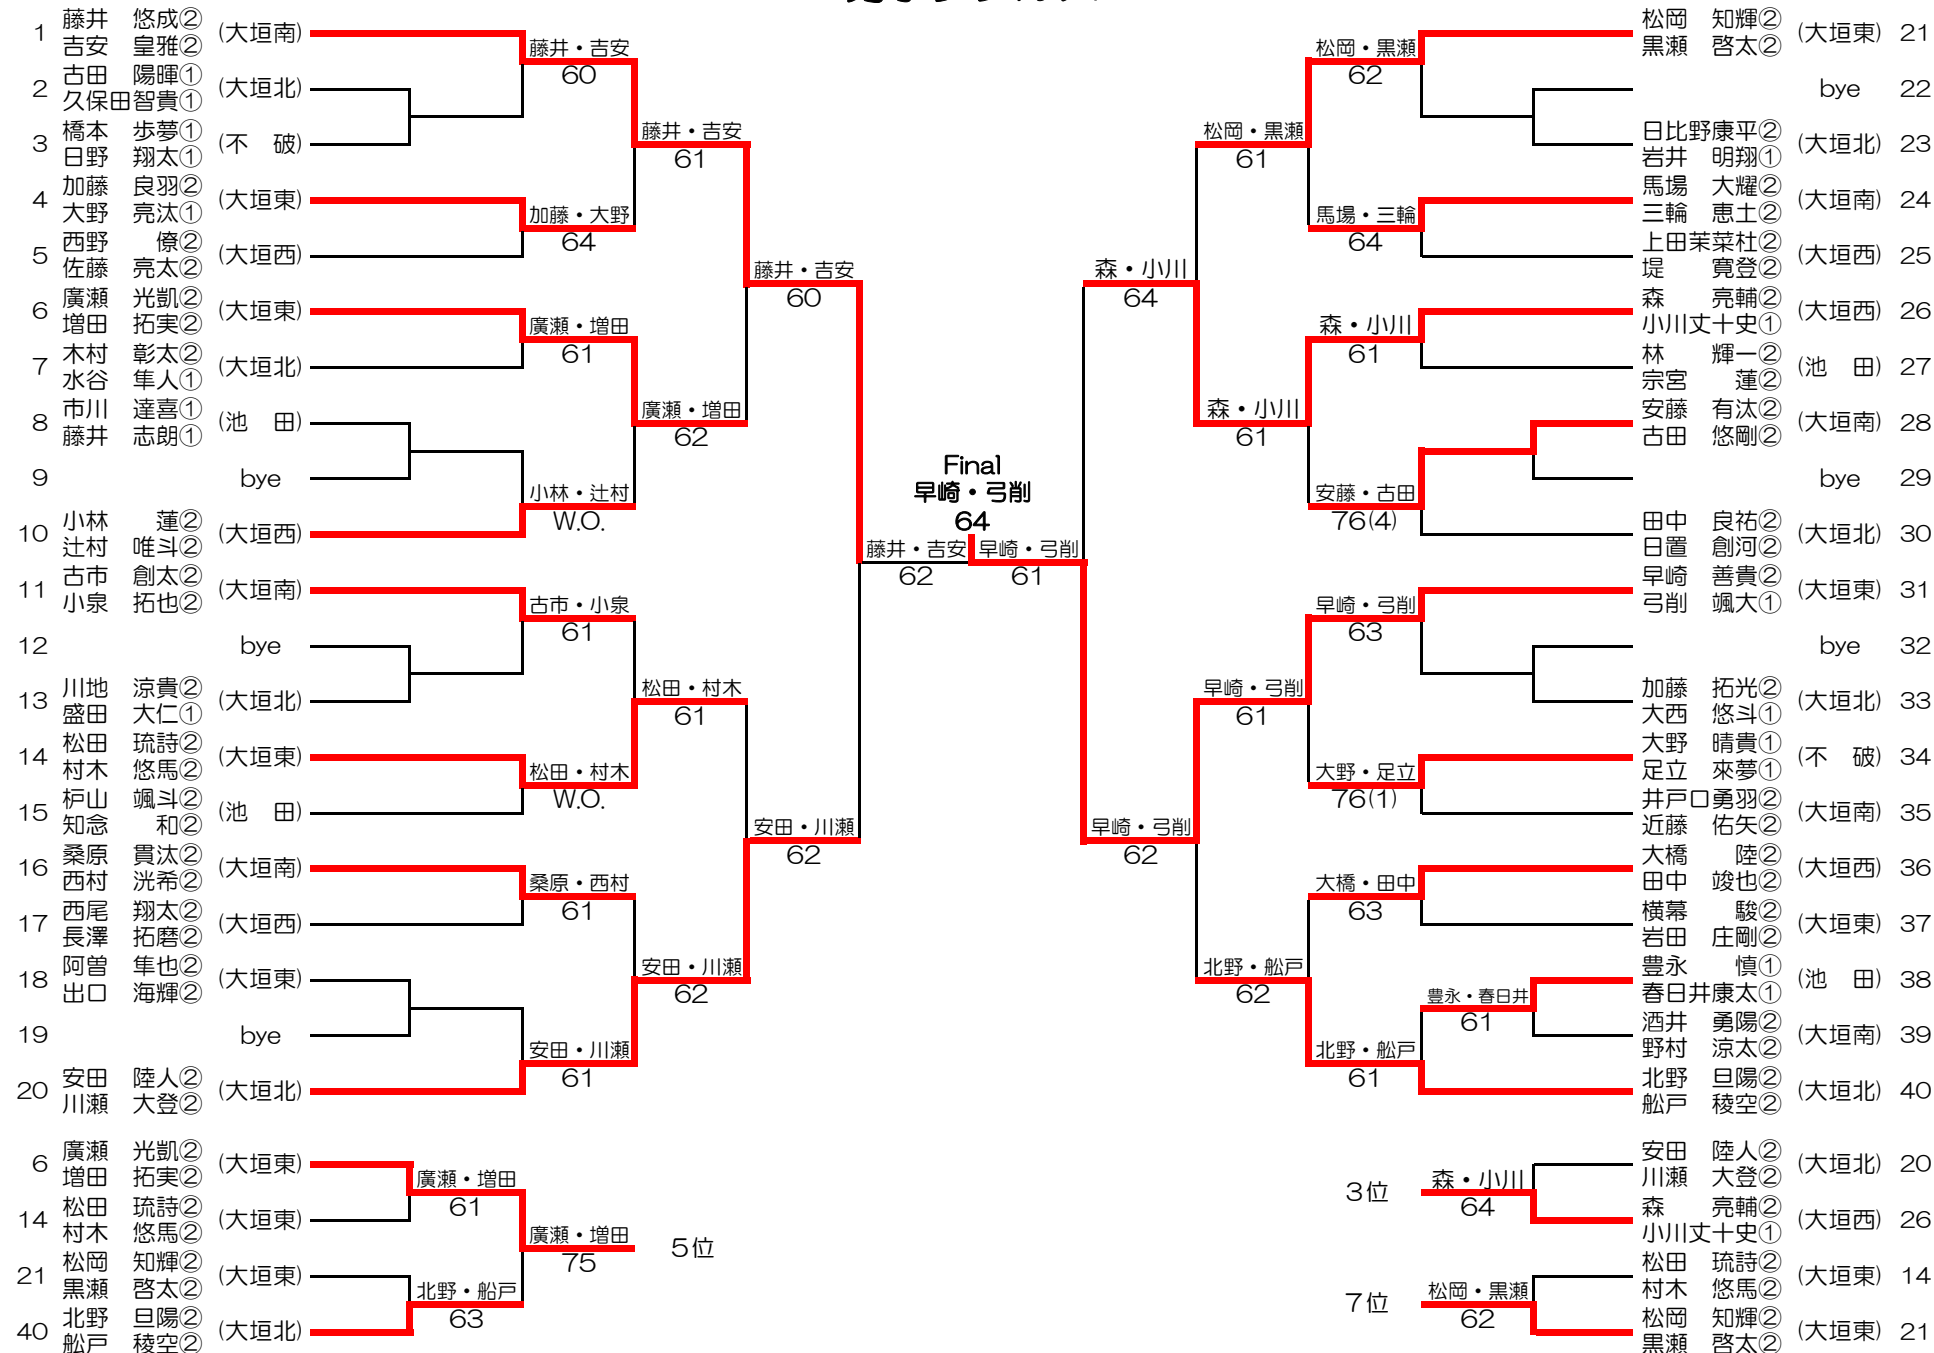 1 藤井 悠成② 吉安 皇雅② (大垣南)
2 古田 陽暉① 久保田智貴① (大垣北)
3 橋本 歩夢① 日野 翔太① (不 破)
4 加藤 良羽② 大野 亮汰① (大垣東)
5 西野 僚② 佐藤 亮太② (大垣西)
6 廣瀬 光凱② 増田 拓実② (大垣東)
7 木村 彰太② 水谷 隼人① (大垣北)
8 市川 達喜① 藤井 志朗① (池 田)
9 bye
10 小林 蓮② 辻村 唯斗② (大垣西)
11 古市 創太② 小泉 拓也② (大垣南)
12 bye
13 川地 涼貴② 盛田 大仁① (大垣北)
14 松田 琉詩② 村木 悠馬② (大垣東)
15 枦山 颯斗② 知念 和② (池 田)
16 桑原 貫汰② 西村 洸希② (大垣南)
17 西尾 翔太② 長澤 拓磨② (大垣西)
18 阿曽 隼也② 出口 海輝② (大垣東)
19 bye
20 安田 陸人② 川瀬 大登② (大垣北)
藤井・吉安
60
加藤・大野
64
廣瀬・増田
61
小林・辻村
W.O.
古市・小泉
61
松田・村木
W.O.
桑原・西村
61
安田・川瀬
61
藤井・吉安
61
廣瀬・増田
62
松田・村木
61
安田・川瀬
62
藤井・吉安
60
安田・川瀬
62
藤井・吉安
62
Final
早崎・弓削
64
早崎・弓削
61
森・小川
64
早崎・弓削
62
松岡・黒瀬
61
森・小川
61
早崎・弓削
61
北野・舩戸
62
松岡・黒瀬
62
馬場・三輪
64
森・小川
61
安藤・古田
76(4)
早崎・弓削
63
大野・足立
76(1)
大橋・田中
63
豊永・春日井
61
北野・舩戸
61
松岡 知輝② 黒瀬 啓太② (大垣東) 21
bye 22
日比野康平② 岩井 明翔① (大垣北) 23
馬場 大耀② 三輪 恵土② (大垣南) 24
上田茉菜杜② 堤 寛登② (大垣西) 25
森 亮輔② 小川丈十史① (大垣西) 26
林 輝一② 宗宮 蓮② (池 田) 27
安藤 有汰② 古田 悠剛② (大垣南) 28
bye 29
田中 良祐② 日置 創河② (大垣北) 30
早崎 善貴② 弓削 颯大① (大垣東) 31
bye 32
加藤 拓光② 大西 悠斗① (大垣北) 33
大野 晴貴① 足立 來夢① (不 破) 34
井戸口勇羽② 近藤 佑矢② (大垣南) 35
大橋 陸② 田中 竣也② (大垣西) 36
横幕 駿② 岩田 庄剛② (大垣東) 37
豊永 慎① 春日井康太① (池 田) 38
酒井 勇陽② 野村 涼太② (大垣南) 39
北野 旦陽② 舩戸 稜空② (大垣北) 40
6 廣瀬 光凱② 増田 拓実② (大垣東)
14 松田 琉詩② 村木 悠馬② (大垣東)
21 松岡 知輝② 黒瀬 啓太② (大垣東)
40 北野 旦陽② 舩戸 稜空② (大垣北)
廣瀬・増田
61
北野・船戸
63
廣瀬・増田
75
5位
3位
森・小川
64
安田 陸人② 川瀬 大登② (大垣北) 20
森 亮輔② 小川丈十史① (大垣西) 26
7位
松岡・黒瀬
62
松田 琉詩② 村木 悠馬② (大垣東) 14
松岡 知輝② 黒瀬 啓太② (大垣東) 21